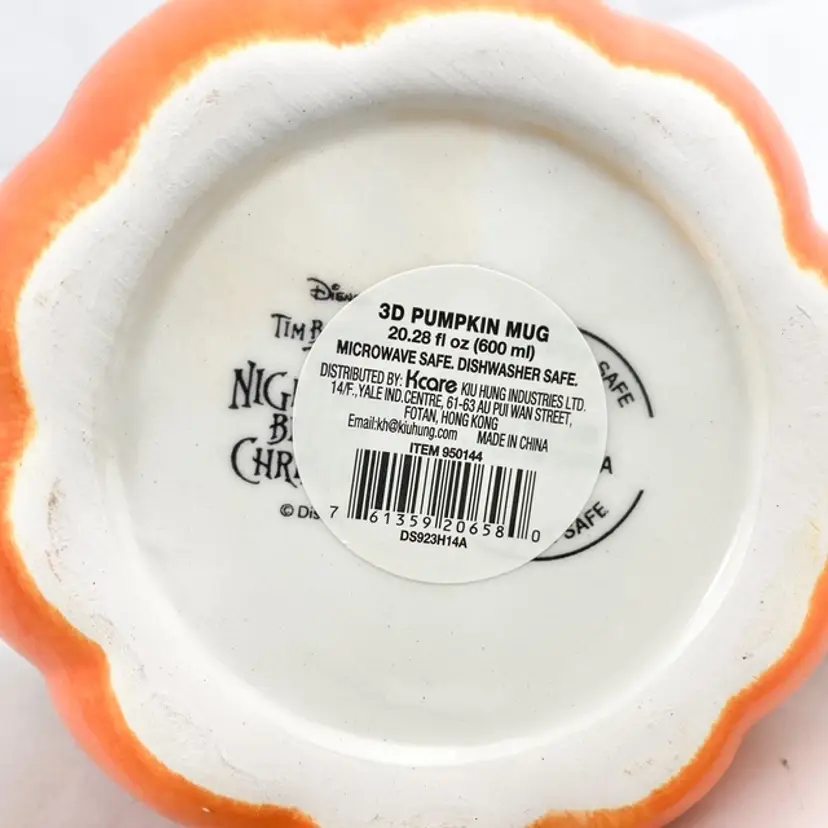 3D PUMPKIN MUG
20.28 fl oz (600 ml)
MICROWAVE SAFE. DISHWASHER SAFE.
DISTRIBUTED BY: Kcare KIU HUNG INDUSTRIES LTD.
14/F., YALE IND.CENTRE, 61-63 AU PUI WAN STREET,
FOTAN, HONG KONG
Email:kh@kiuhung.com MADE IN CHINA
ITEM 950144
7 61359 20658 0
DS923H14A
TIM
©
SAFE
A
SAFE